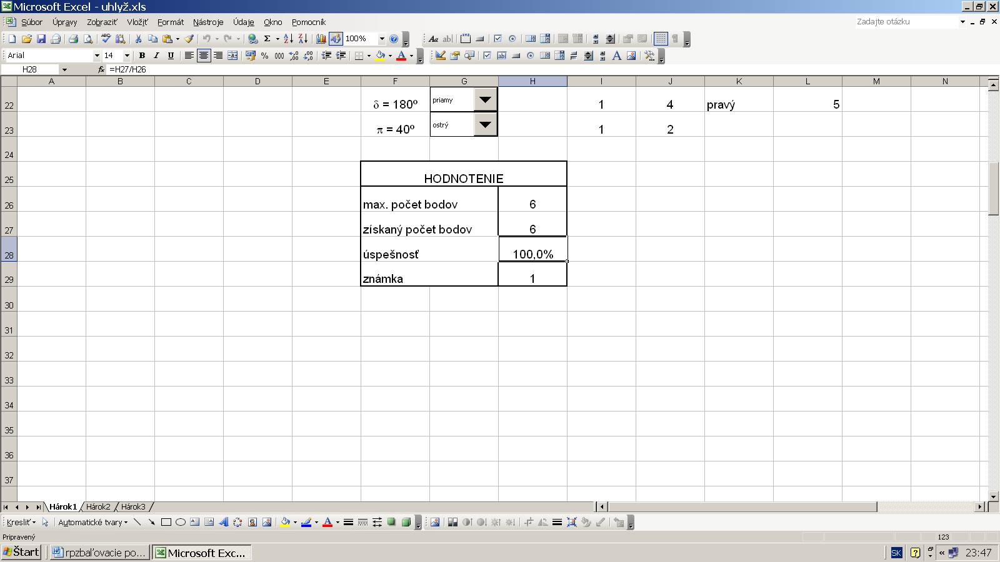 Microsoft Excel - uhlyž.xls
Súbor Úpravy Zobraziť Vložiť Formát Nástroje Údaje Okno Pomocník Zadajte otázku
100% Aa ab|
Arial 14 B I U % 000
H28 fx =H27/H26
A B C D E F G H I J K L M N
22 δ = 180º priamy 1 4 pravý 5
23 π = 40º ostrý 1 2
24
25 HODNOTENIE
26 max. počet bodov 6
27 získaný počet bodov 6
28 úspešnosť 100,0%
29 známka 1
30
31
32
33
34
35
36
37
Hárok1 Hárok2 Hárok3
Kresliť Automatické tvary
Pripravený 123
Štart rpzbaľovacie po... Microsoft Exc... SK « 23:47